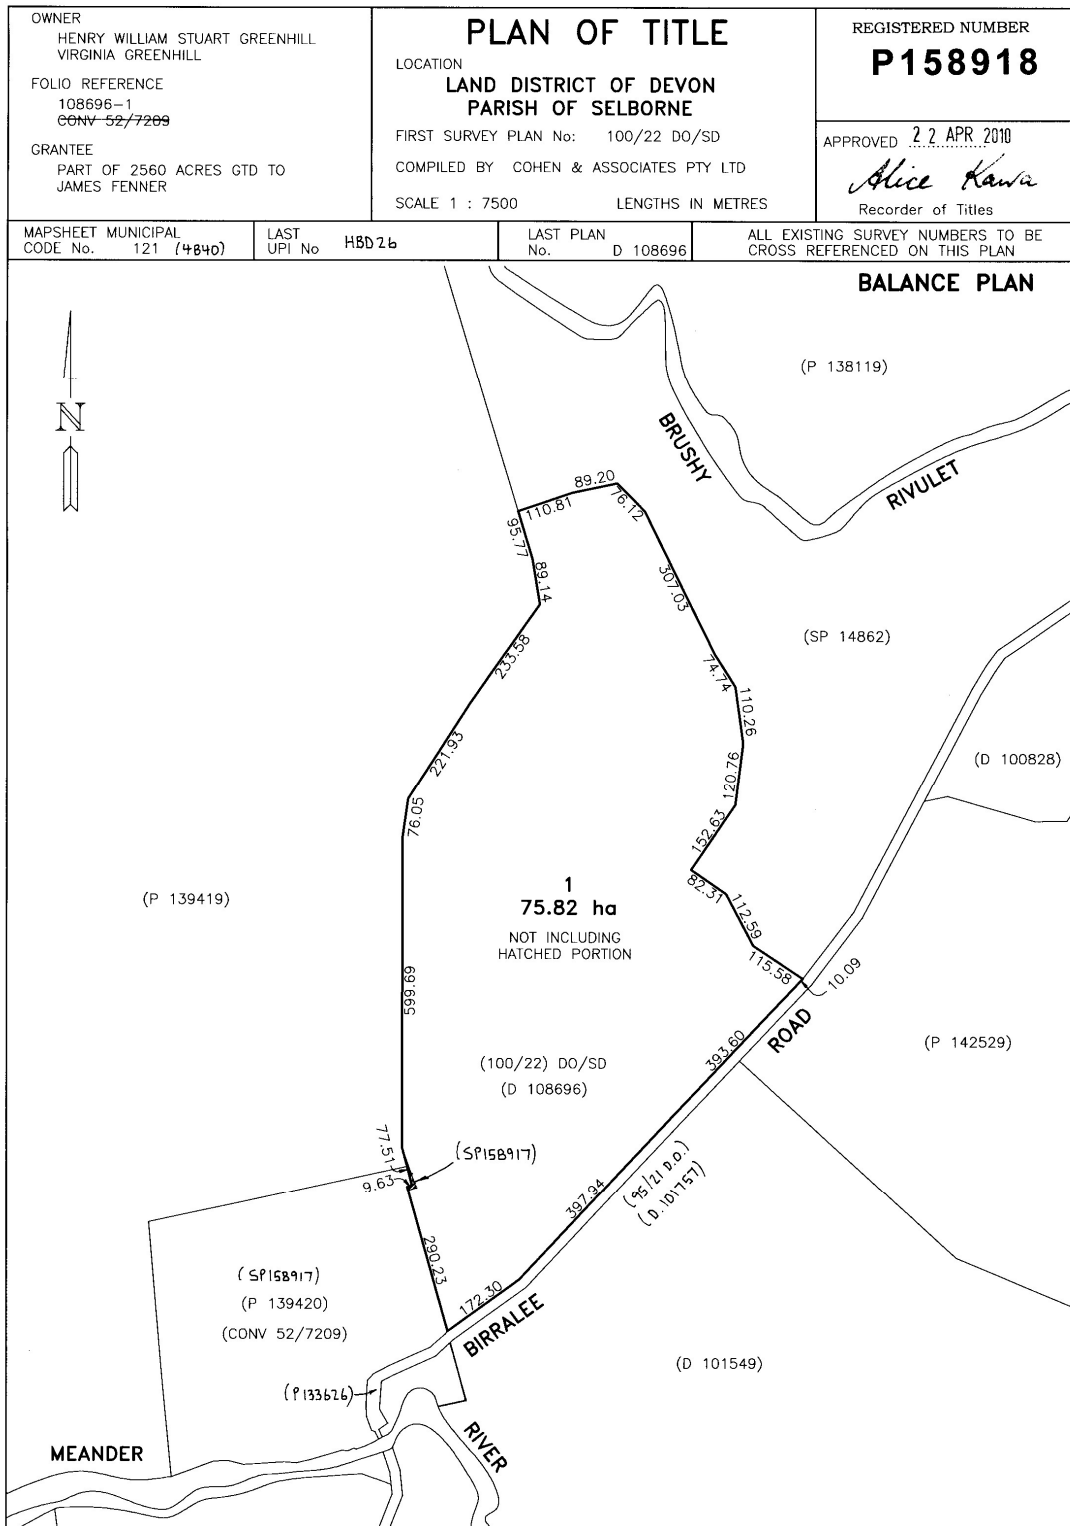 OWNER
HENRY WILLIAM STUART GREENHILL
VIRGINIA GREENHILL
FOLIO REFERENCE
108696-1
CONV 52/7209
GRANTEE
PART OF 2560 ACRES GTD TO
JAMES FENNER
PLAN OF TITLE
LOCATION
LAND DISTRICT OF DEVON
PARISH OF SELBORNE
FIRST SURVEY PLAN No: 100/22 DO/SD
COMPILED BY COHEN & ASSOCIATES PTY LTD
SCALE 1 : 7500 LENGTHS IN METRES
REGISTERED NUMBER
P158918
APPROVED 22 APR 2010
Alice Kawa
Recorder of Titles
MAPSHEET MUNICIPAL
CODE No. 121 (4840)
LAST
UPI No HBD26
LAST PLAN
No. D 108696
ALL EXISTING SURVEY NUMBERS TO BE
CROSS REFERENCED ON THIS PLAN
BALANCE PLAN
N
(P 138119)
BRUSHY
RIVULET
89.20
110.81
76.12
95.77
89.14
307.03
233.58
(SP 14862)
74.74
110.26
221.93
120.76
(D 100828)
76.05
152.63
82.31
1
75.82 ha
NOT INCLUDING
HATCHED PORTION
(P 139419)
112.59
115.58
10.09
599.69
ROAD
393.60
(P 142529)
(100/22) DO/SD
(D 108696)
77.51
(SP158917)
9.63
(95/21 D.O.)
(D.101757)
397.94
290.23
(SP158917)
(P 139420)
(CONV 52/7209)
172.30
BIRRALEE
(D 101549)
(P133626)
MEANDER
RIVER